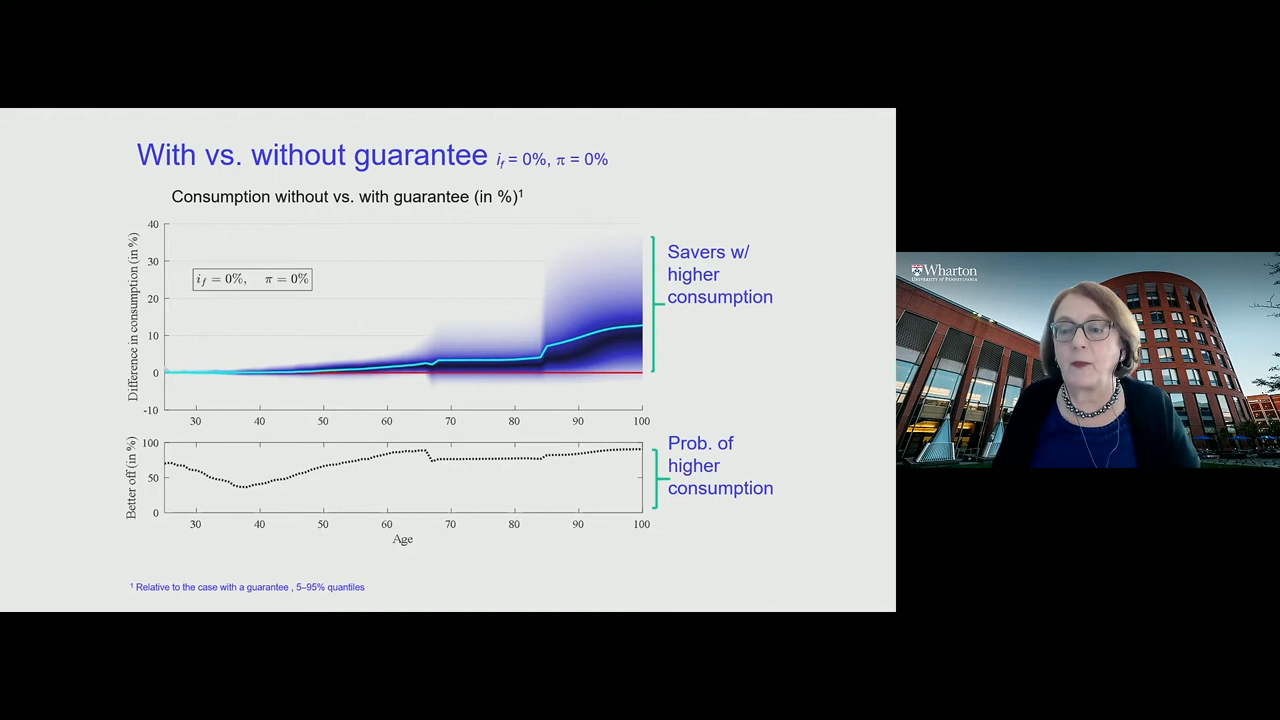 With vs. without guarantee i_f = 0%, π = 0%
Consumption without vs. with guarantee (in %)¹
Difference in consumption (in %)
40
30
20
10
0
-10
i_f = 0%, π = 0%
30 40 50 60 70 80 90 100
Savers w/
higher
consumption
Better off (in %)
100
50
0
30 40 50 60 70 80 90 100
Age
Prob. of
higher
consumption
¹ Relative to the case with a guarantee , 5–95% quantiles
Wharton
UNIVERSITY of PENNSYLVANIA